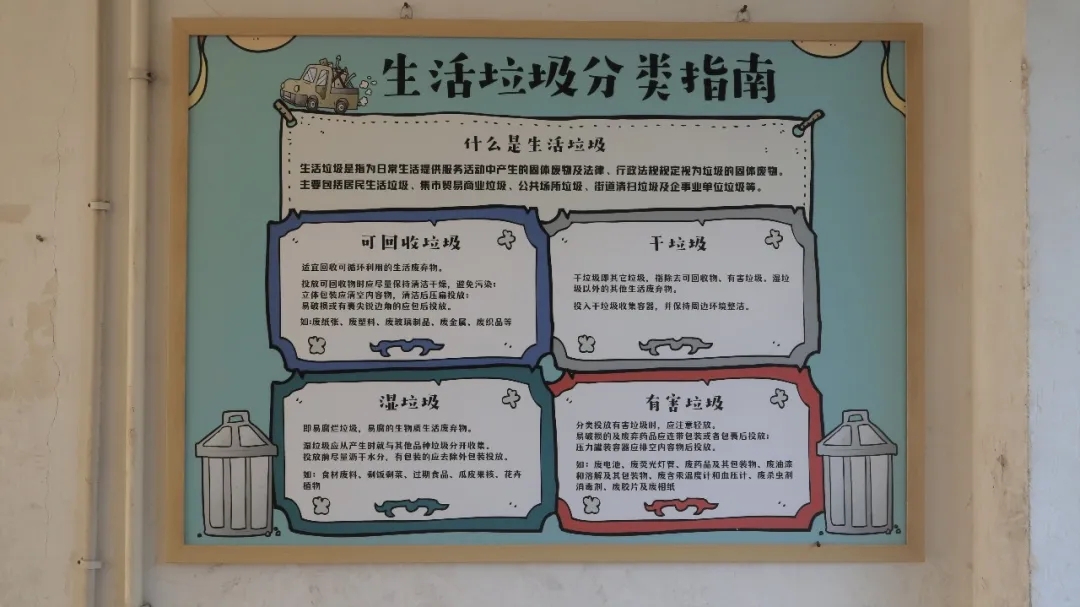 生活垃圾分类指南
什么是生活垃圾
生活垃圾是指为日常生活提供服务活动中产生的固体废物及法律、行政法规规定视为垃圾的固体废物。
主要包括居民生活垃圾、集市贸易商业垃圾、公共场所垃圾、街道清扫垃圾及企事业单位垃圾等。
可回收垃圾
适宜回收可循环利用的生活废弃物。
投放可回收物时应尽量保持清洁干燥，避免污染：
立体包装应清空内容物，清洁后压扁投放：
易破损或有尖锐边角的应包后投放。
如:废纸张、废塑料、废玻璃制品、废金属、废织品等
干垃圾
干垃圾即其它垃圾，指除去可回收物、有害垃圾、湿垃
圾以外的其他生活废弃物。
投入干垃圾收集容器，并保持周边环境整洁。
湿垃圾
即易腐烂垃圾，易腐的生物质生活废弃物。
湿垃圾应从产生时就与其他品种垃圾分开收集。
投放前尽量沥干水分，有包装的应去除外包装投放。
如：食材废料、剩饭剩菜、过期食品、瓜皮果核、花卉
植物
有害垃圾
分类投放有害垃圾时，应注意轻放。
易破损的及废弃药品应连带包装或者包裹后投放：
压力罐装容器应排空内容物后投放。
如：废电池、废荧光灯管、废药品及其包装物、废油漆
和溶解及其包装物、废含汞温度计和血压计、废杀虫剂
消毒剂、废胶片及废相纸